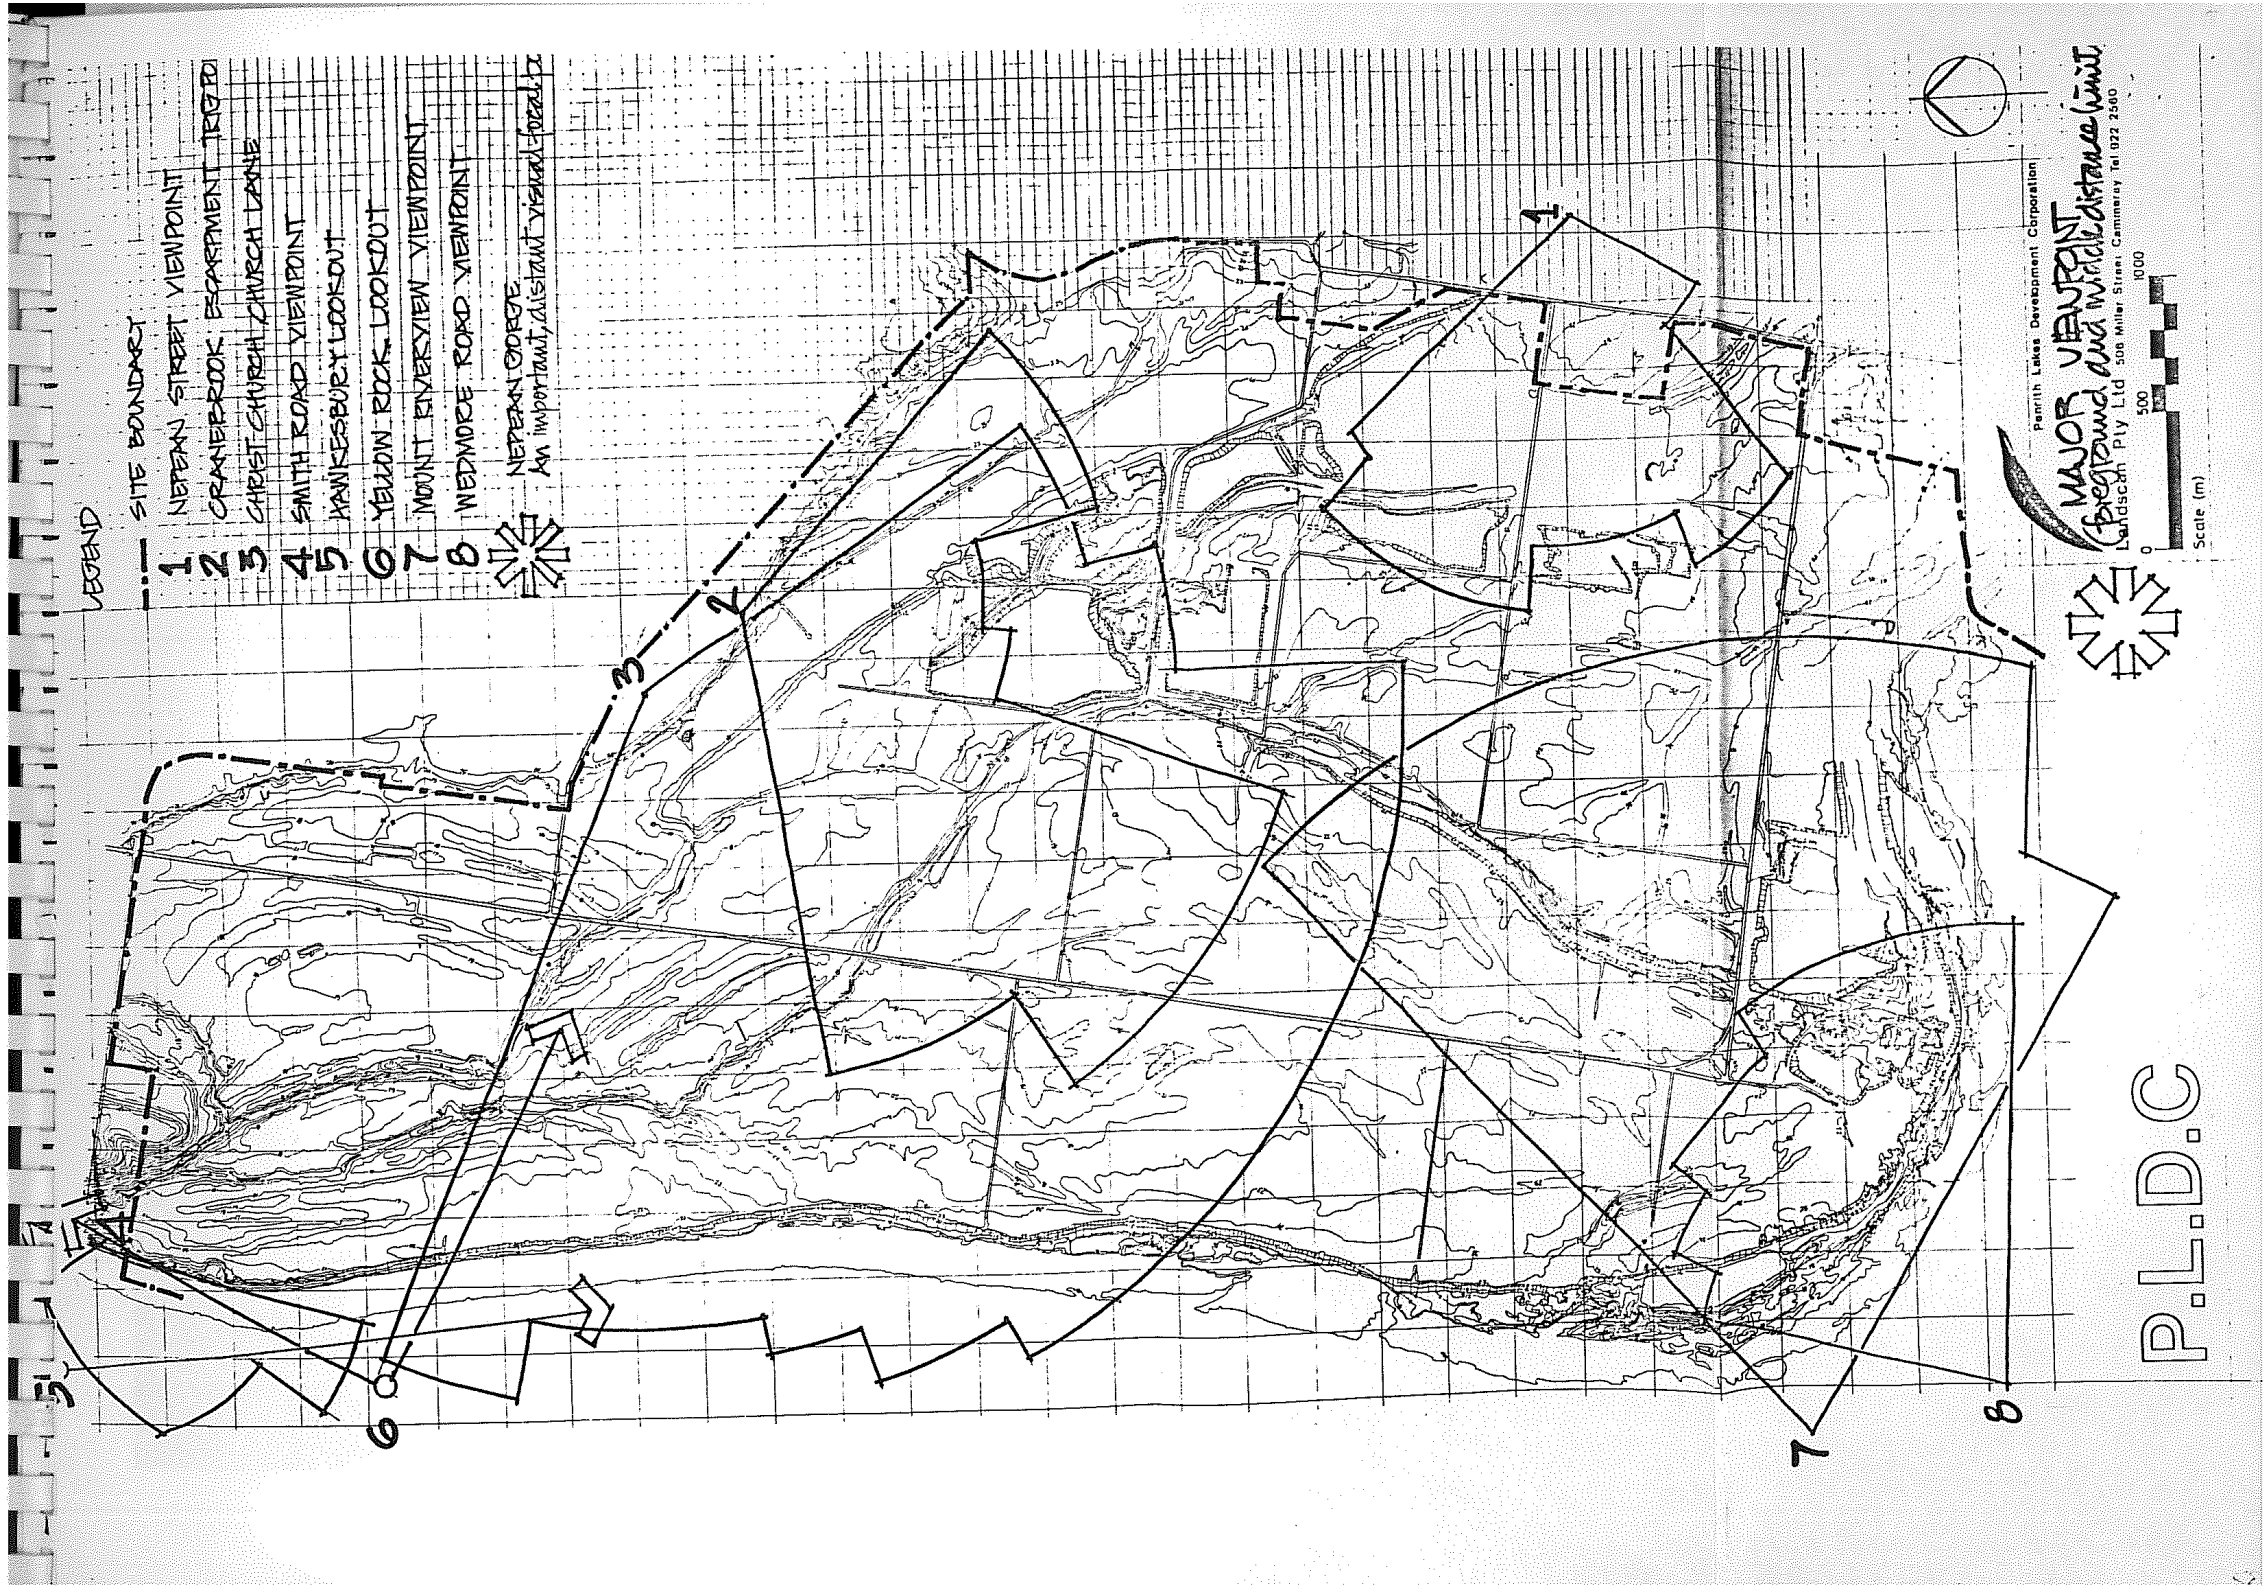 LEGEND
SITE BOUNDARY
1 NEPEAN STREET VIEWPOINT
2 CRANEBROOK ESCARPMENT TRIG POI
3 CHRIST CHURCH, CHURCH LANE
4 SMITH ROAD VIEWPOINT
5 HAWKESBURY LOOKOUT
6 YELLOW ROCK LOOKOUT
7 MOUNT RIVERVIEW VIEWPOINT
8 WEDMORE ROAD VIEWPOINT
NEPEAN GORGE
An important, distant visual focal
1
2
3
5
6
7
8
Penrith Lakes Development Corporation
MAJOR VIEWPOINT
foreground and middle distance limit
Landscan Pty Ltd 506 Miller Street Cammeray Tel 922 2560
0 500 1000
Scale (m)
P.L.D.C